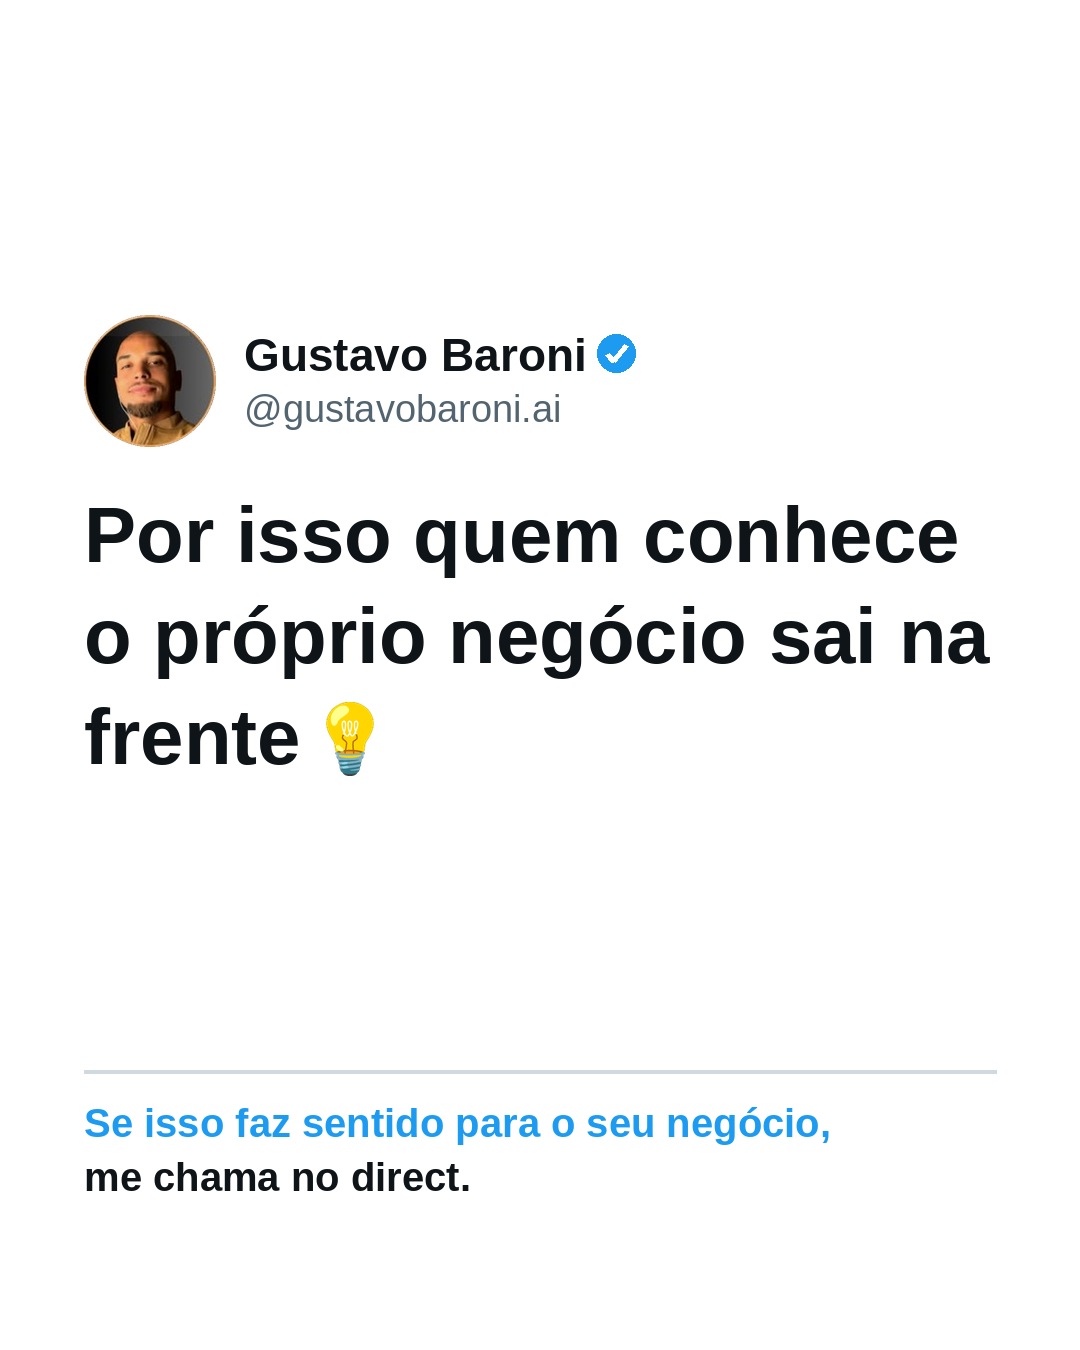 Gustavo Baroni
@gustavobaroni.ai
Por isso quem conhece
o próprio negócio sai na
frente 💡
Se isso faz sentido para o seu negócio,
me chama no direct.